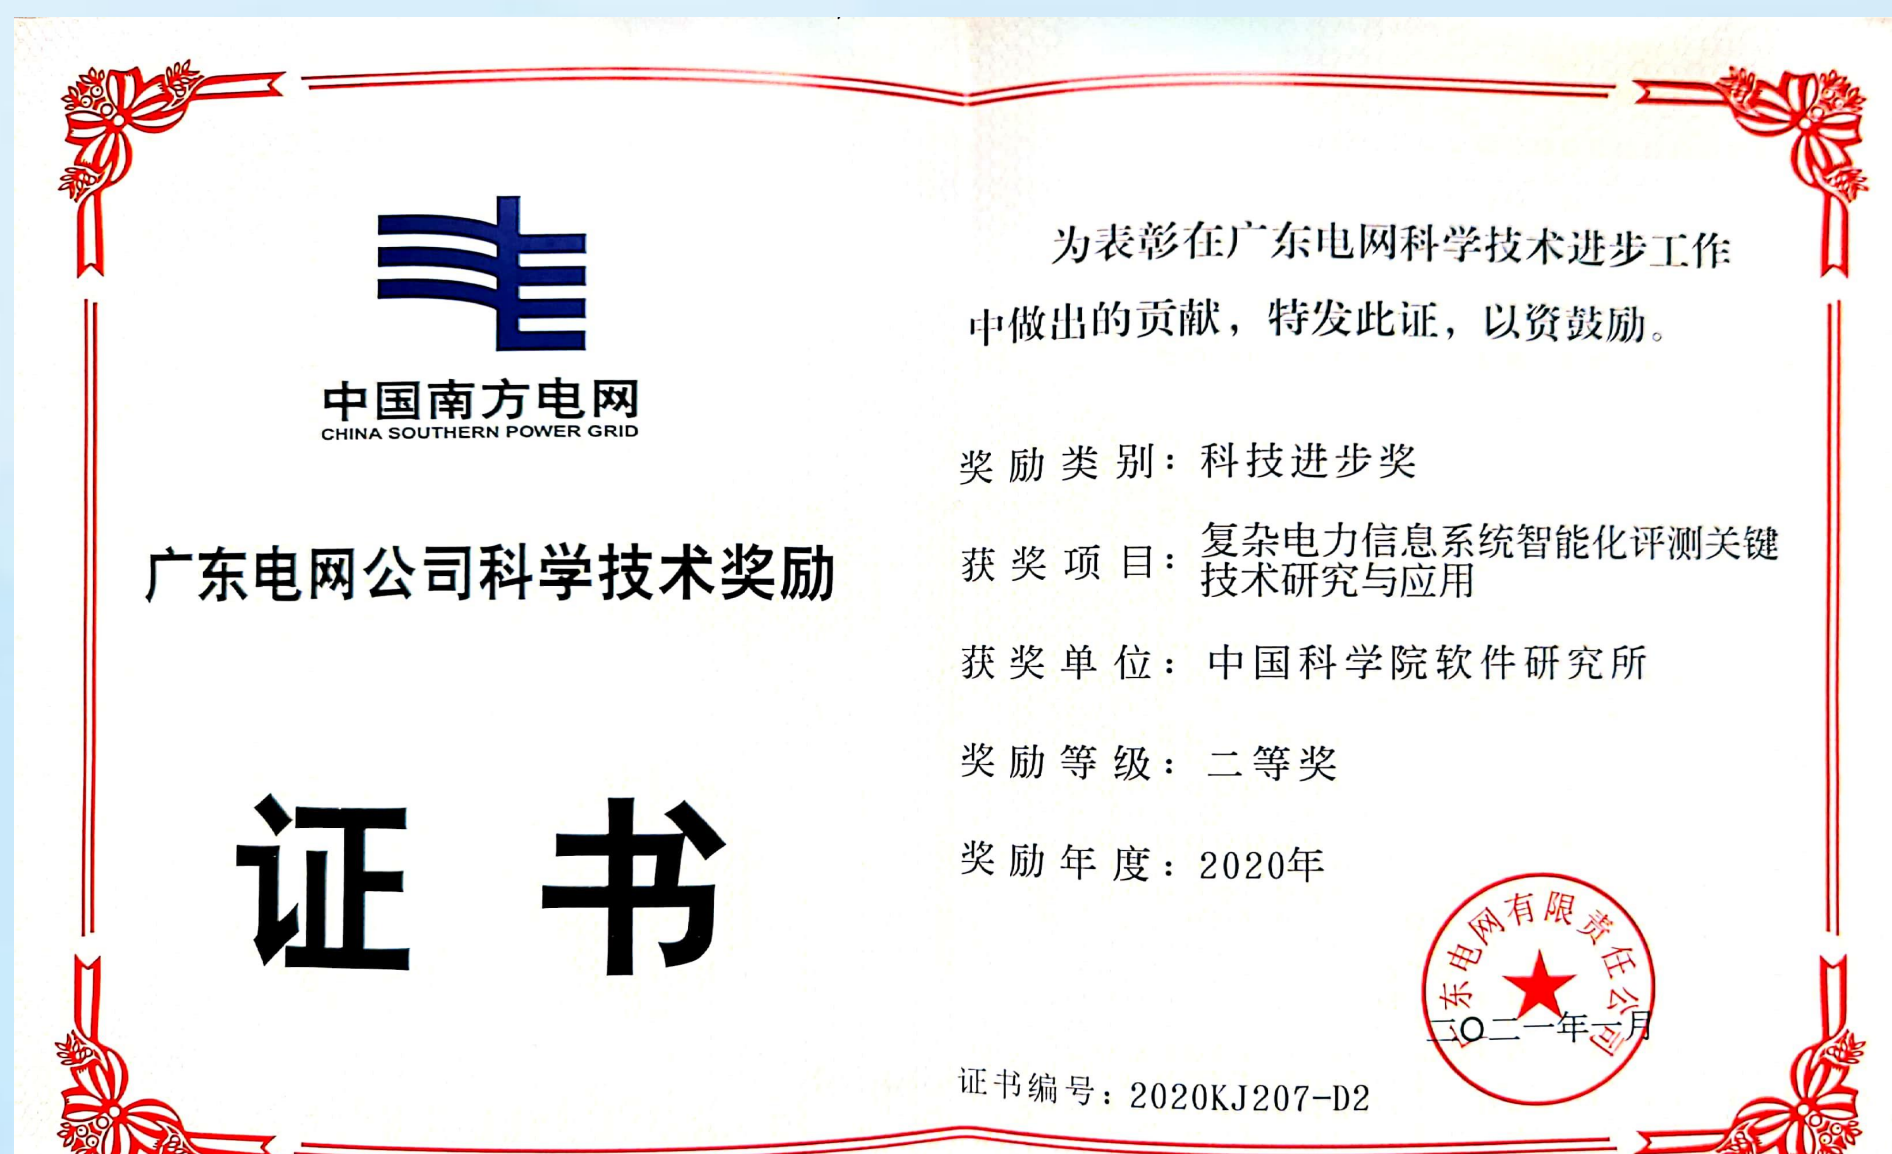 中国南方电网
CHINA SOUTHERN POWER GRID
广东电网公司科学技术奖励
证书
为表彰在广东电网科学技术进步工作
中做出的贡献，特发此证，以资鼓励。
奖励类别：科技进步奖
获奖项目：复杂电力信息系统智能化评测关键
技术研究与应用
获奖单位：中国科学院软件研究所
奖励等级：二等奖
奖励年度：2020年
广东电网有限责任公司
二〇二一年一月
证书编号：2020KJ207-D2